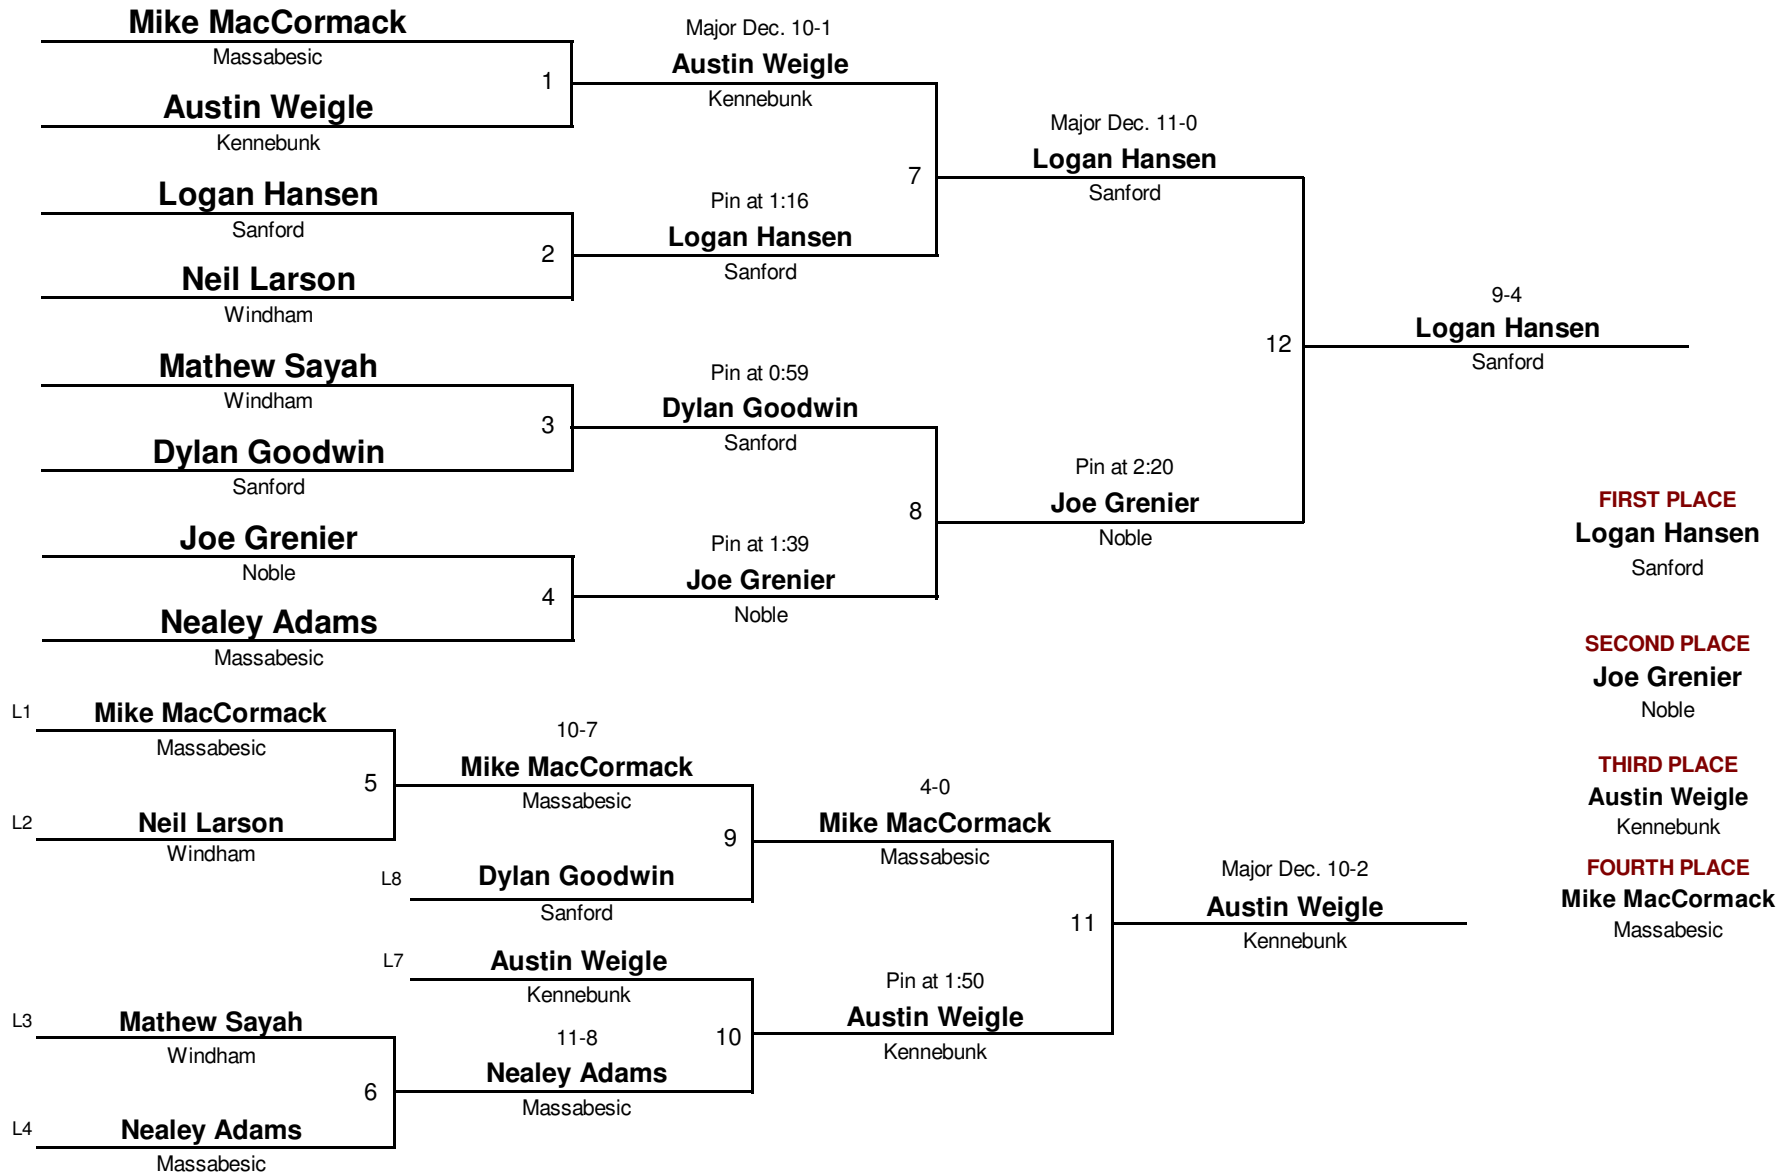 Mike MacCormack
Massabesic
1
Austin Weigle
Kennebunk
Logan Hansen
Sanford
2
Neil Larson
Windham
Mathew Sayah
Windham
3
Dylan Goodwin
Sanford
Joe Grenier
Noble
4
Nealey Adams
Massabesic
Major Dec. 10-1
Austin Weigle
Kennebunk
7
Pin at 1:16
Logan Hansen
Sanford
Pin at 0:59
Dylan Goodwin
Sanford
8
Pin at 1:39
Joe Grenier
Noble
Major Dec. 11-0
Logan Hansen
Sanford
12
Pin at 2:20
Joe Grenier
Noble
9-4
Logan Hansen
Sanford
L1
Mike MacCormack
Massabesic
5
L2
Neil Larson
Windham
10-7
Mike MacCormack
Massabesic
9
L8
Dylan Goodwin
Sanford
L7
Austin Weigle
Kennebunk
10
L3
Mathew Sayah
Windham
6
L4
Nealey Adams
Massabesic
11-8
Nealey Adams
Massabesic
4-0
Mike MacCormack
Massabesic
11
Pin at 1:50
Austin Weigle
Kennebunk
Major Dec. 10-2
Austin Weigle
Kennebunk
FIRST PLACE
Logan Hansen
Sanford
SECOND PLACE
Joe Grenier
Noble
THIRD PLACE
Austin Weigle
Kennebunk
FOURTH PLACE
Mike MacCormack
Massabesic